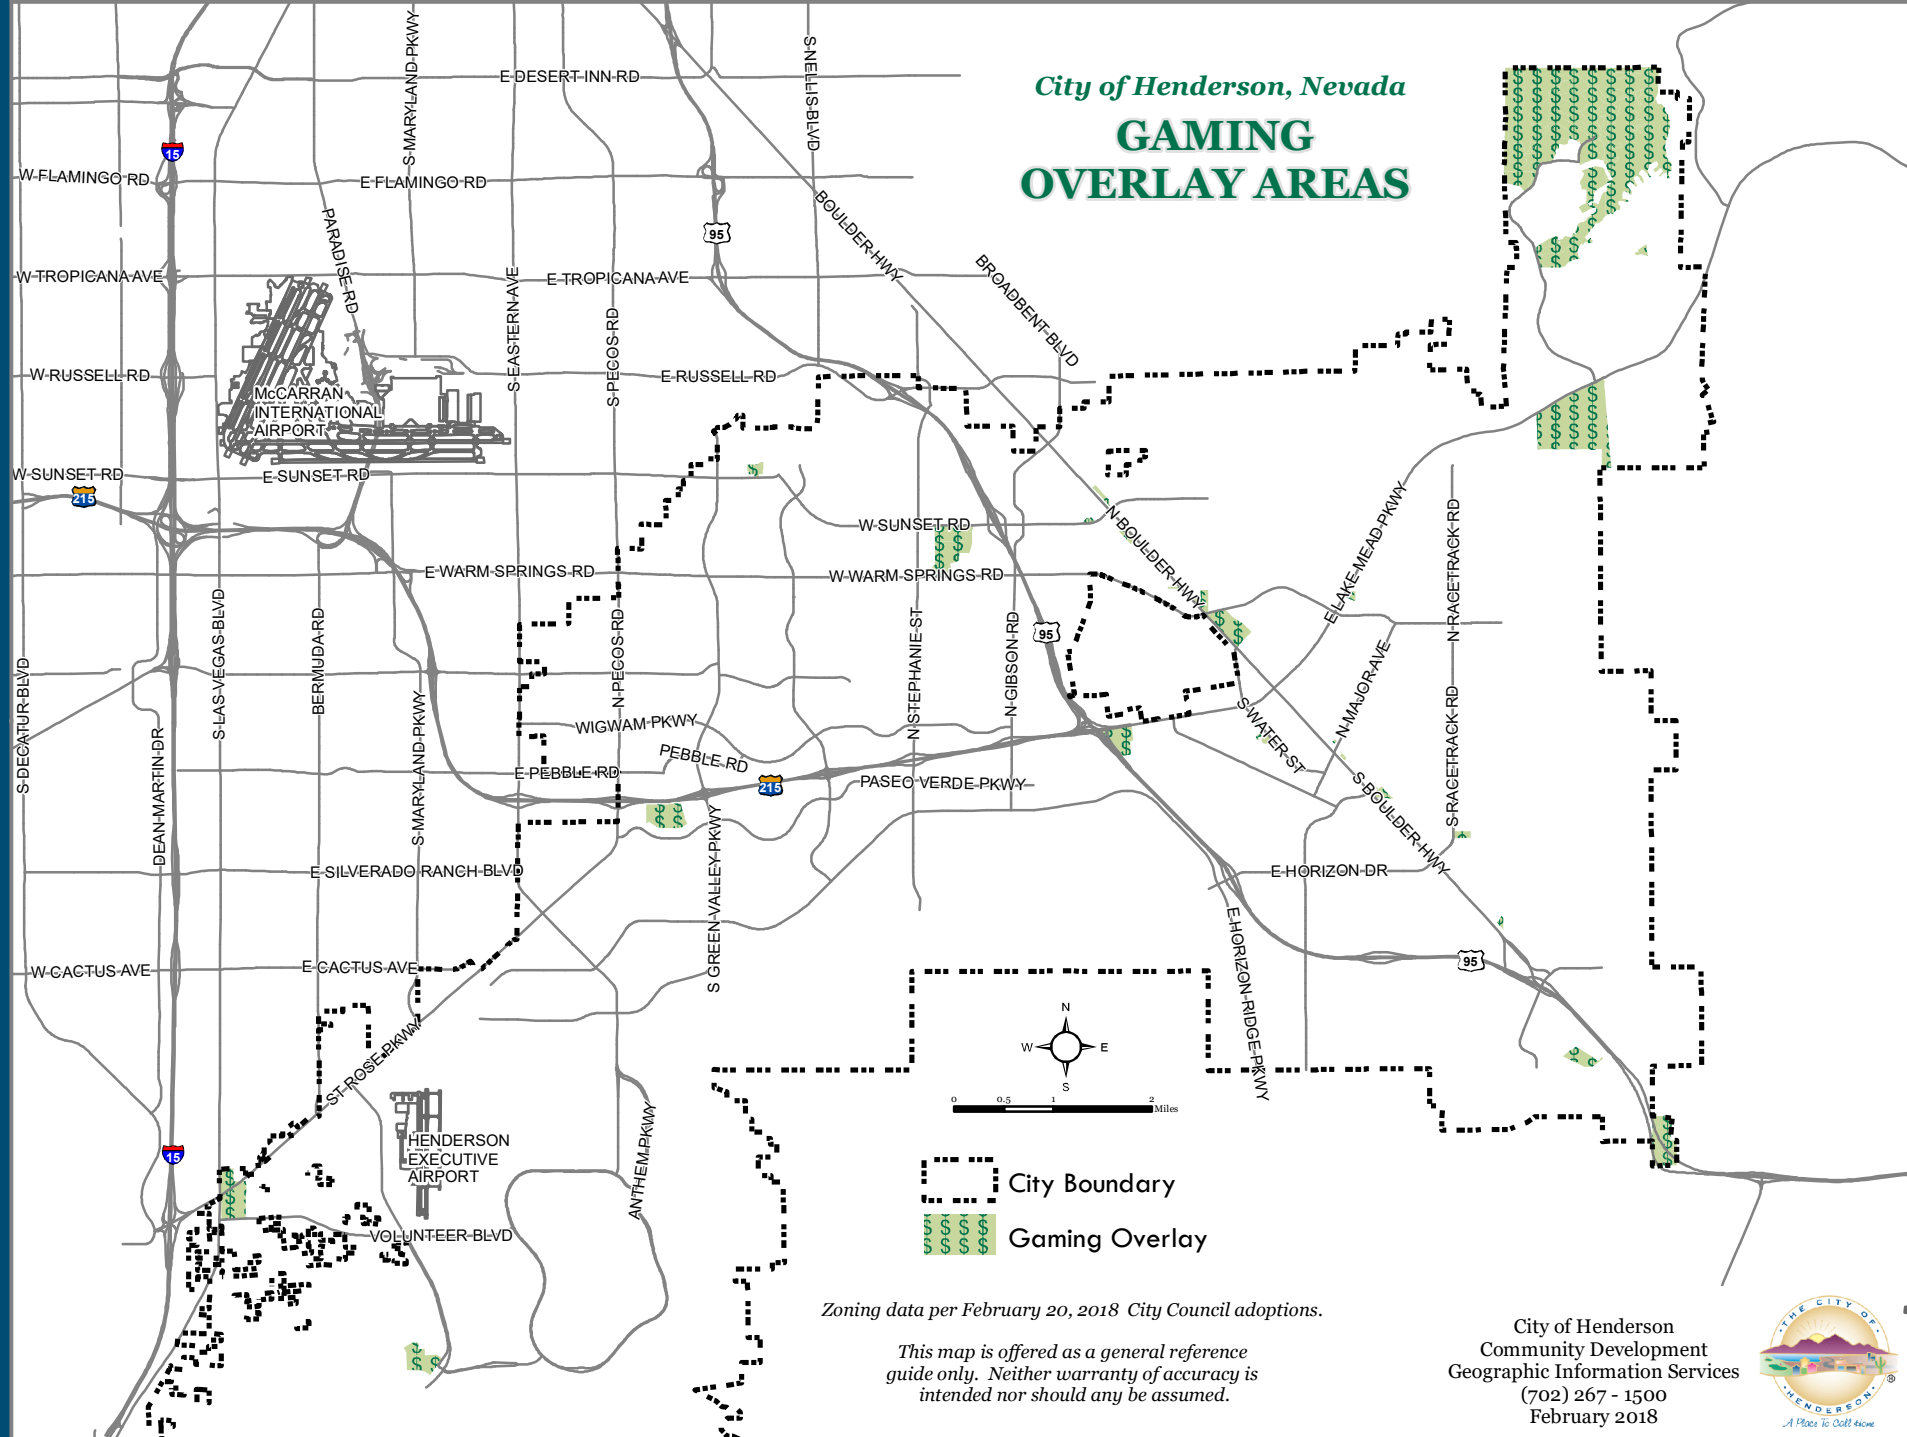 City of Henderson, Nevada
GAMING
OVERLAY AREAS
E DESERT INN RD
S MARYLAND PKWY
S NELLIS BLVD
15
W FLAMINGO RD
E FLAMINGO RD
PARADISE RD
BOULDER HWY
95
W TROPICANA AVE
E TROPICANA AVE
BROADBENT BLVD
S EASTERN AVE
S PECOS RD
W RUSSELL RD
E RUSSELL RD
McCARRAN
INTERNATIONAL
AIRPORT
W SUNSET RD
E SUNSET RD
215
W SUNSET RD
N BOULDER HWY
E LAKE MEAD PKWY
N RACETRACK RD
E WARM SPRINGS RD
W WARM SPRINGS RD
S DECATUR BLVD
DEAN MARTIN DR
S LAS VEGAS BLVD
BERMUDA RD
S MARYLAND PKWY
N PECOS RD
N STEPHANIE ST
N GIBSON RD
95
N MAJOR AVE
S WATER ST
S RACETRACK RD
WIGWAM PKWY
PEBBLE RD
E PEBBLE RD
215
PASEO VERDE PKWY
S BOULDER HWY
S GREEN VALLEY PKWY
E SILVERADO RANCH BLVD
E HORIZON DR
E HORIZON RIDGE PKWY
95
W CACTUS AVE
E CACTUS AVE
ST ROSE PKWY
N
W E
S
0 0.5 1 2
Miles
15
HENDERSON
EXECUTIVE
AIRPORT
ANTHEM PKWY
VOLUNTEER BLVD
City Boundary
Gaming Overlay
Zoning data per February 20, 2018 City Council adoptions.
This map is offered as a general reference
guide only. Neither warranty of accuracy is
intended nor should any be assumed.
City of Henderson
Community Development
Geographic Information Services
(702) 267 - 1500
February 2018
THE CITY OF
HENDERSON
®
A Place To Call Home